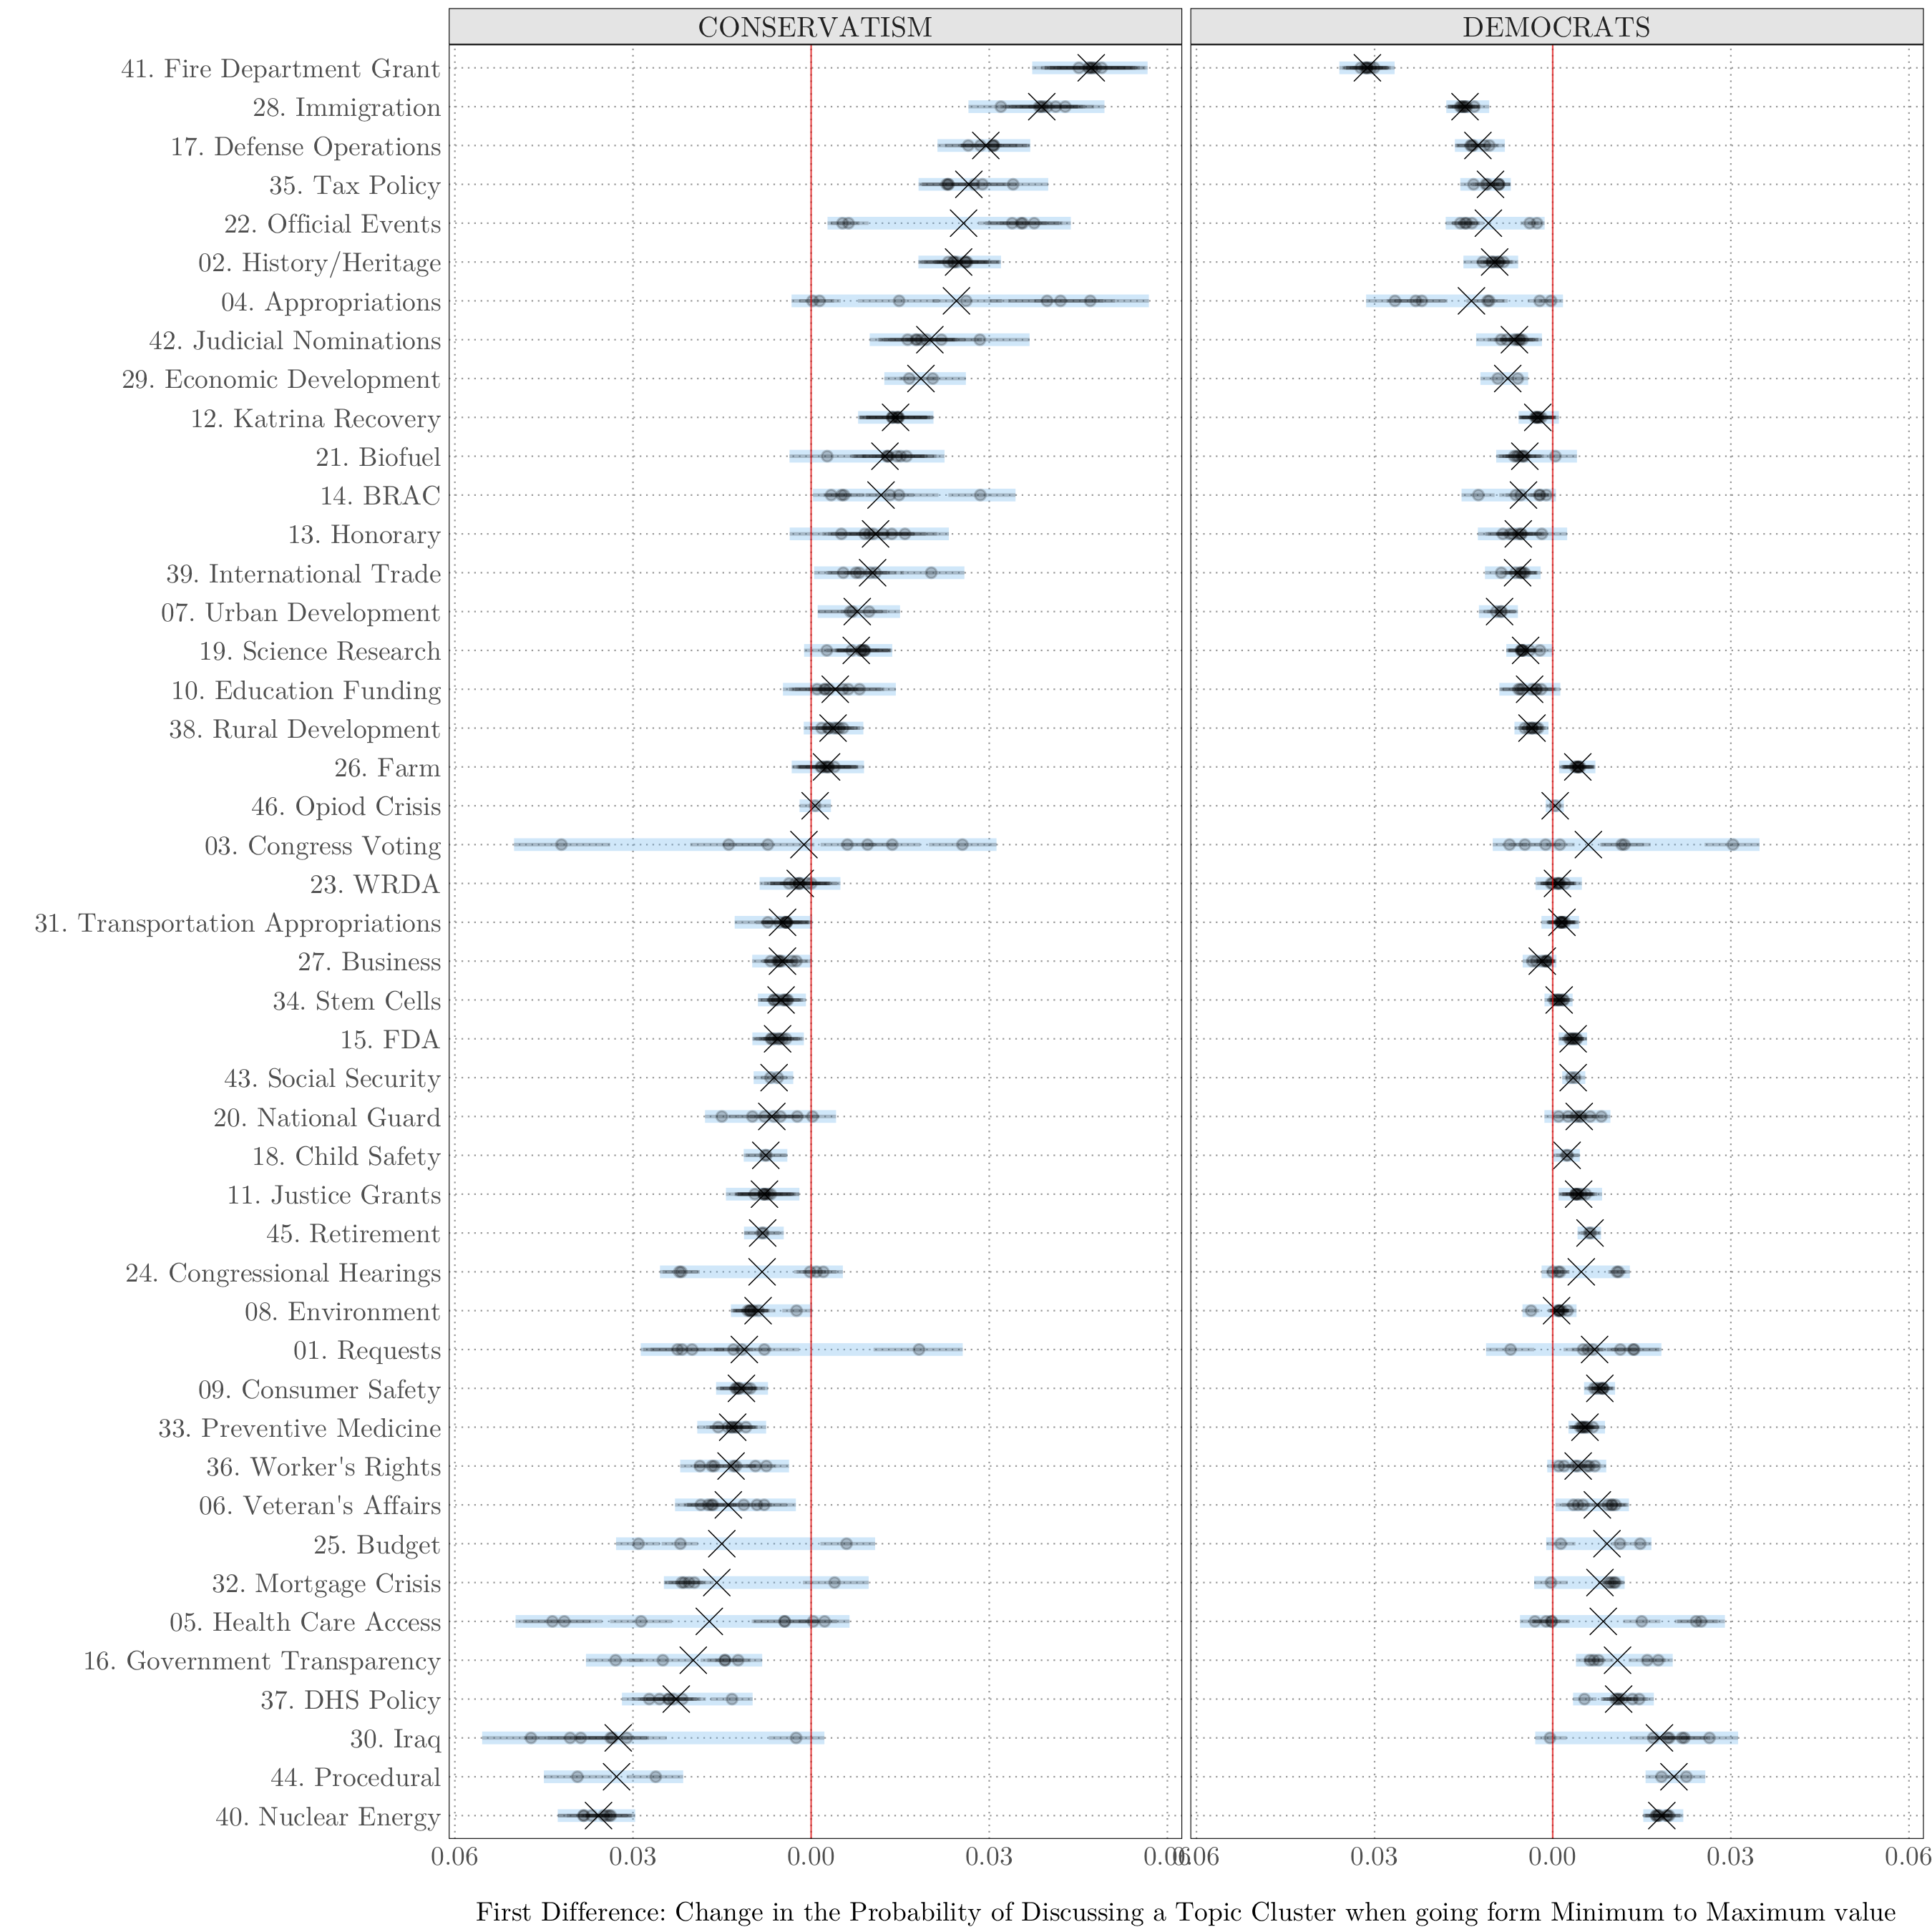 CONSERVATISM DEMOCRATS
41. Fire Department Grant
28. Immigration
17. Defense Operations
35. Tax Policy
22. Official Events
02. History/Heritage
04. Appropriations
42. Judicial Nominations
29. Economic Development
12. Katrina Recovery
21. Biofuel
14. BRAC
13. Honorary
39. International Trade
07. Urban Development
19. Science Research
10. Education Funding
38. Rural Development
26. Farm
46. Opiod Crisis
03. Congress Voting
23. WRDA
31. Transportation Appropriations
27. Business
34. Stem Cells
15. FDA
43. Social Security
20. National Guard
18. Child Safety
11. Justice Grants
45. Retirement
24. Congressional Hearings
08. Environment
01. Requests
09. Consumer Safety
33. Preventive Medicine
36. Worker's Rights
06. Veteran's Affairs
25. Budget
32. Mortgage Crisis
05. Health Care Access
16. Government Transparency
37. DHS Policy
30. Iraq
44. Procedural
40. Nuclear Energy
0.06 0.03 0.00 0.03 0.06 0.06 0.03 0.00 0.03 0.06
First Difference: Change in the Probability of Discussing a Topic Cluster when going form Minimum to Maximum value